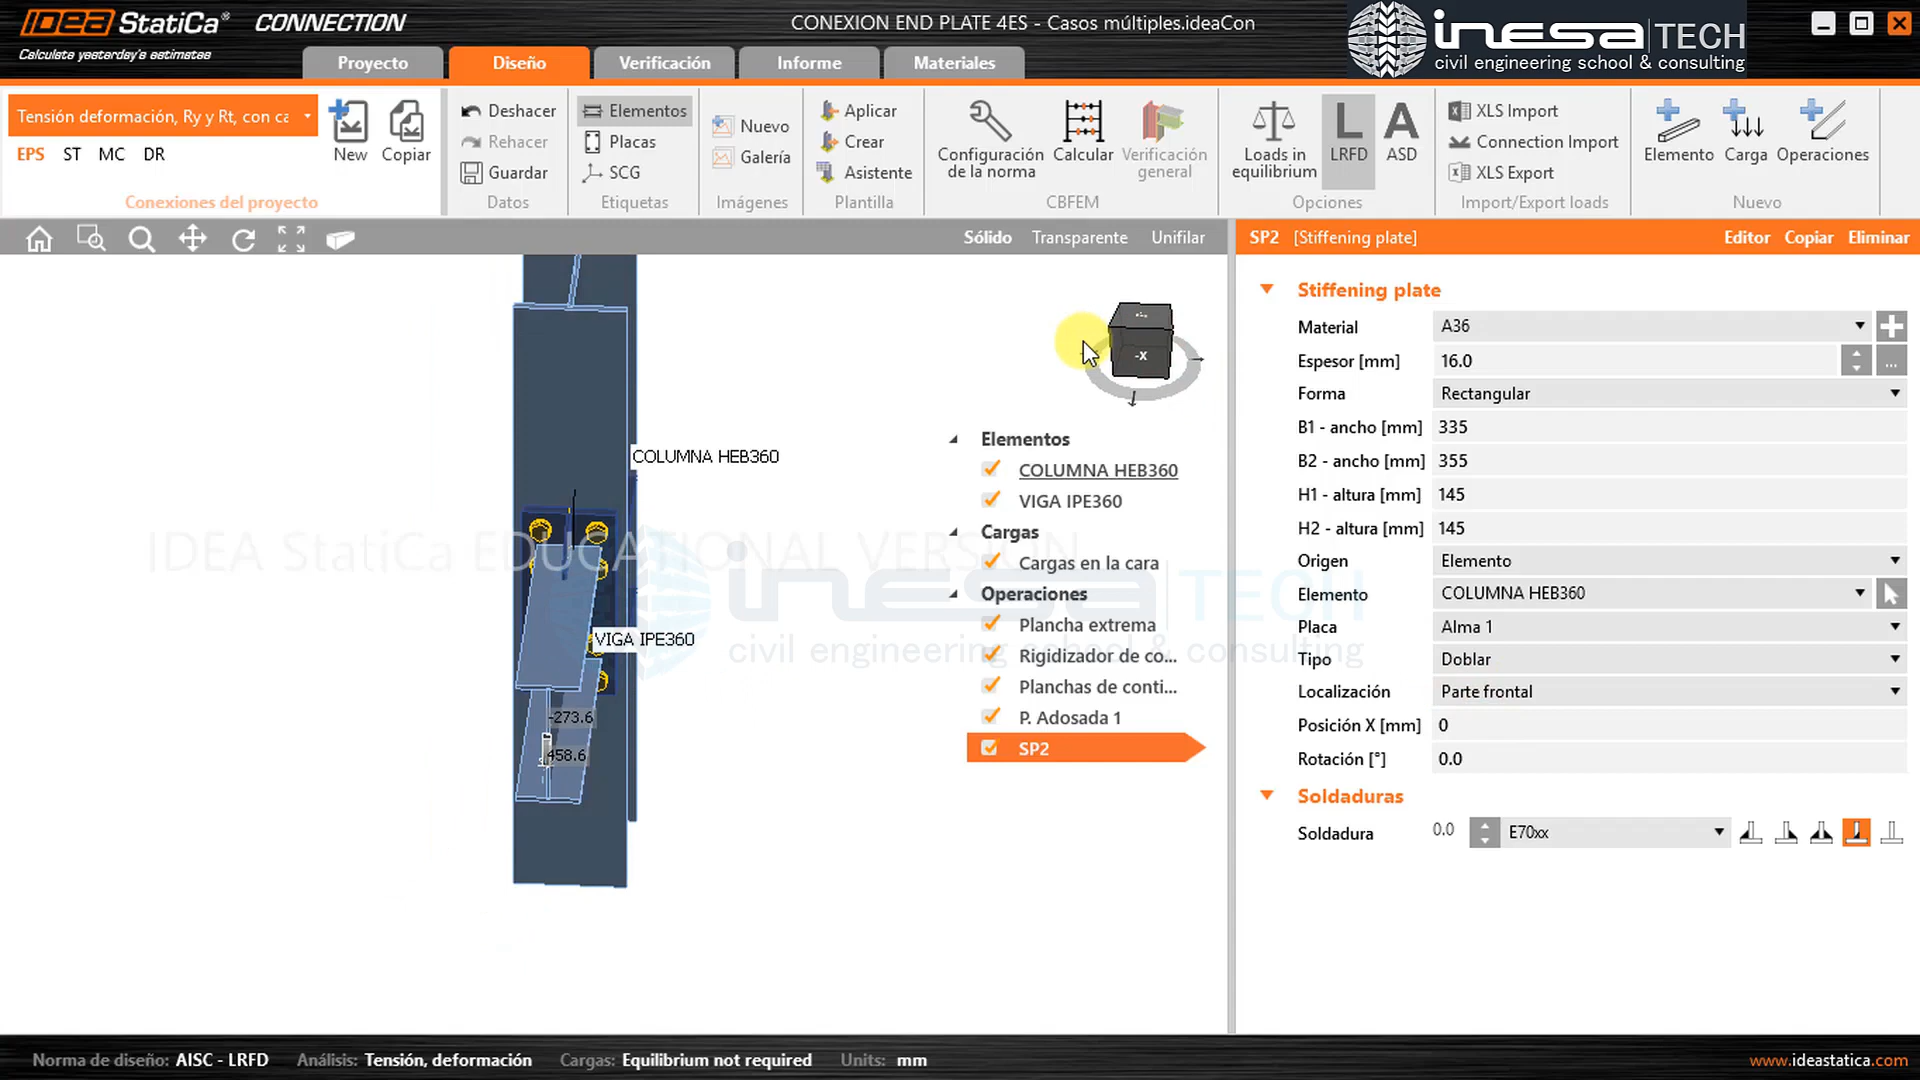 IDEA StatiCa® CONNECTION
Calculate yesterday's estimates
CONEXION END PLATE 4ES - Casos múltiples.ideaCon
inesa TECH
civil engineering school & consulting
Proyecto Diseño Verificación Informe Materiales
Tensión deformación, Ry y Rt, con ca
EPS ST MC DR
New Copiar
Conexiones del proyecto
Deshacer
Rehacer
Guardar
Datos
Elementos
Placas
SCG
Etiquetas
Nuevo
Galería
Imágenes
Aplicar
Crear
Asistente
Plantilla
Configuración de la norma
Calcular
Verificación general
CBFEM
Loads in equilibrium
L LRFD
A ASD
Opciones
XLS Import
Connection Import
XLS Export
Import/Export loads
Elemento Carga Operaciones
Nuevo
Sólido Transparente Unifilar
SP2 [Stiffening plate] Editor Copiar Eliminar
-X
COLUMNA HEB360
VIGA IPE360
-273.6
458.6
IDEA StatiCa EDUCATIONAL VERSION
inesa TECH
civil engineering school & consulting
Elementos
COLUMNA HEB360
VIGA IPE360
Cargas
Cargas en la cara
Operaciones
Plancha extrema
Rigidizador de co...
Planchas de conti...
P. Adosada 1
SP2
Stiffening plate
Material A36
Espesor [mm] 16.0 ...
Forma Rectangular
B1 - ancho [mm] 335
B2 - ancho [mm] 355
H1 - altura [mm] 145
H2 - altura [mm] 145
Origen Elemento
Elemento COLUMNA HEB360
Placa Alma 1
Tipo Doblar
Localización Parte frontal
Posición X [mm] 0
Rotación [°] 0.0
Soldaduras
Soldadura 0.0 E70xx
Norma de diseño: AISC - LRFD Análisis: Tensión, deformación Cargas: Equilibrium not required Units: mm
www.ideastatica.com